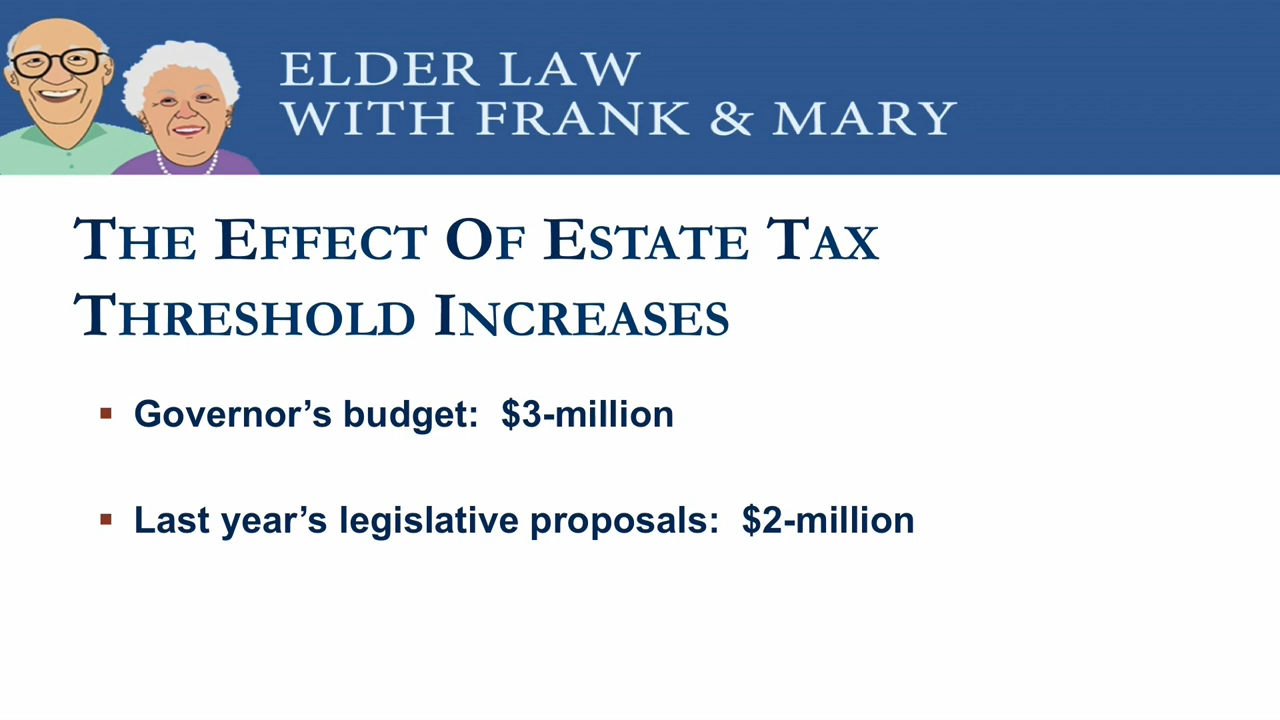 ELDER LAW
WITH FRANK & MARY
THE EFFECT OF ESTATE TAX
THRESHOLD INCREASES
▪ Governor’s budget:  $3-million
▪ Last year’s legislative proposals:  $2-million